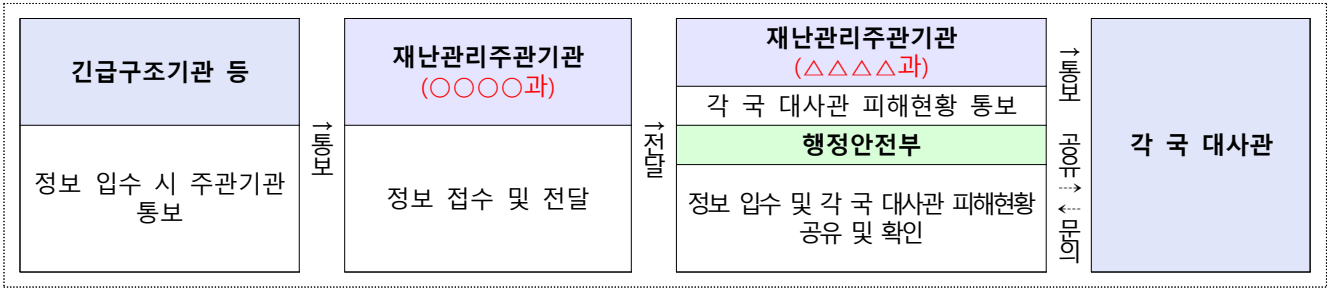 긴급구조기관 등
정보 입수 시 주관기관
통보
→통보
재난관리주관기관
(○○○○과)
정보 접수 및 전달
→전달
재난관리주관기관
(△△△△과)
각 국 대사관 피해현황 통보
행정안전부
정보 입수 및 각 국 대사관 피해현황
공유 및 확인
→통보
공유⇢
⇠문의
각 국 대사관